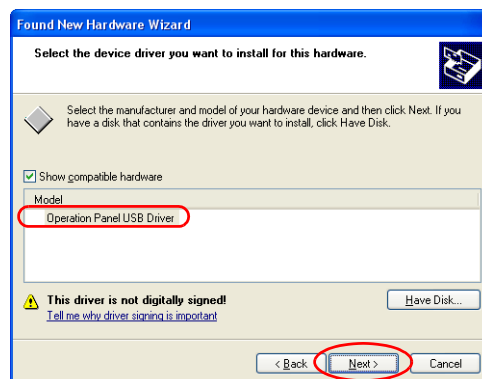 Found New Hardware Wizard
Select the device driver you want to install for this hardware.
Select the manufacturer and model of your hardware device and then click Next. If you
have a disk that contains the driver you want to install, click Have Disk.
Show compatible hardware
Model
Operation Panel USB Driver
This driver is not digitally signed!
Have Disk...
Tell me why driver signing is important
< Back
Next >
Cancel